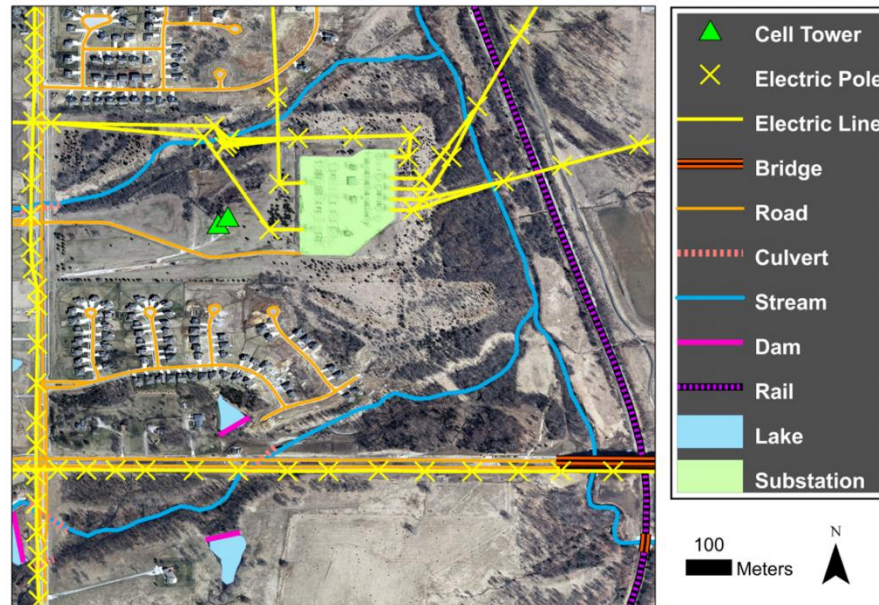 Cell Tower
Electric Pole
Electric Line
Bridge
Road
Culvert
Stream
Dam
Rail
Lake
Substation
N
100
Meters